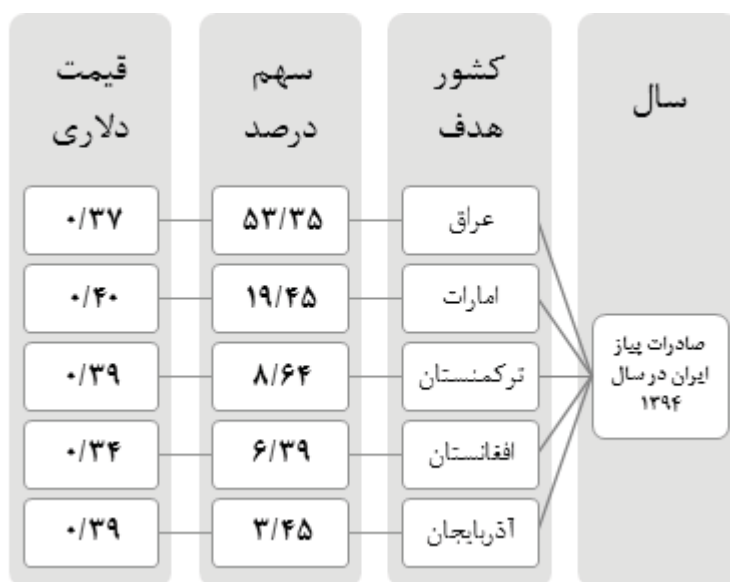 سال
کشور
هدف
سهم
درصد
قیمت
دلاری
صادرات پیاز
ایران در سال
۱۳۹۴
عراق
۵۳/۳۵
۰/۳۷
امارات
۱۹/۴۵
۰/۴۰
ترکمنستان
۸/۶۴
۰/۳۹
افغانستان
۶/۳۹
۰/۳۴
آذربایجان
۳/۴۵
۰/۳۹